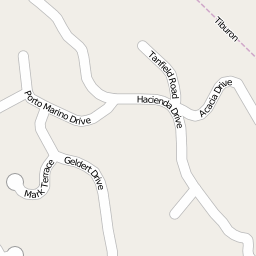 Tiburon
Tanfield Road
Acacia Drive
Hacienda Drive
Porto Marino Drive
Geldert Drive
Mark Terrace